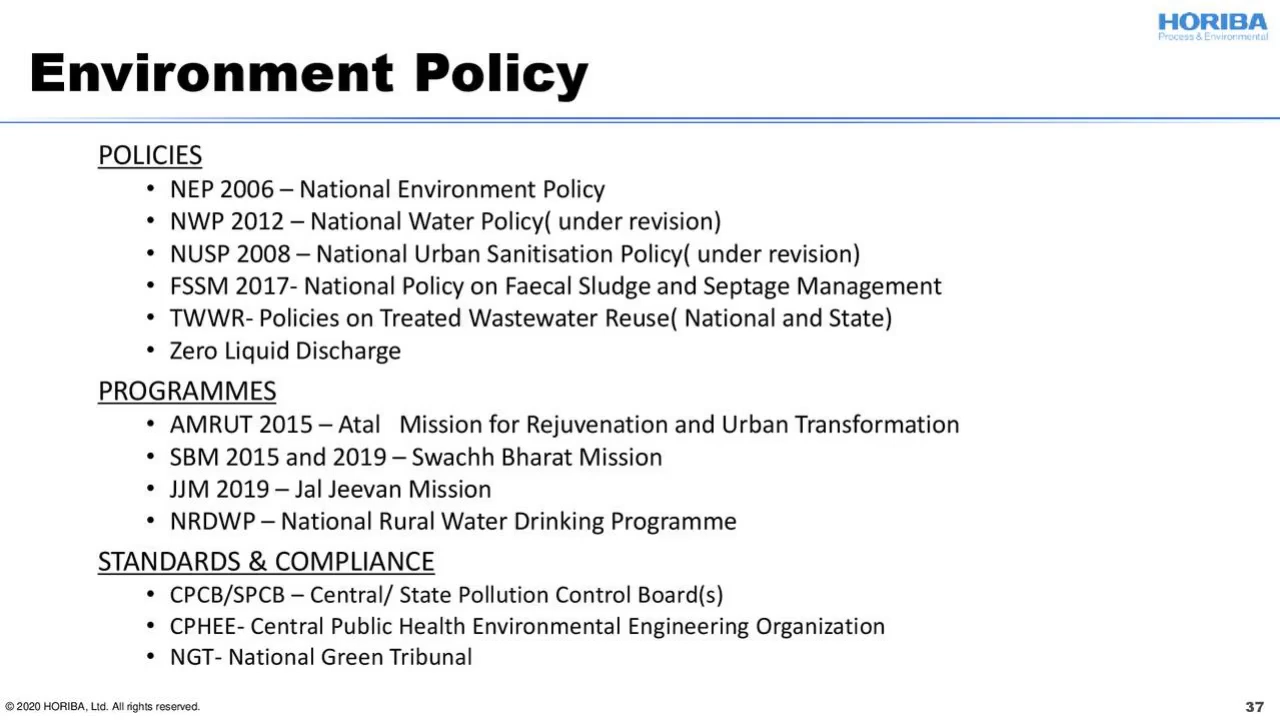 HORIBA
Process & Environmental
Environment Policy
POLICIES
• NEP 2006 – National Environment Policy
• NWP 2012 – National Water Policy( under revision)
• NUSP 2008 – National Urban Sanitisation Policy( under revision)
• FSSM 2017- National Policy on Faecal Sludge and Septage Management
• TWWR- Policies on Treated Wastewater Reuse( National and State)
• Zero Liquid Discharge
PROGRAMMES
• AMRUT 2015 – Atal   Mission for Rejuvenation and Urban Transformation
• SBM 2015 and 2019 – Swachh Bharat Mission
• JJM 2019 – Jal Jeevan Mission
• NRDWP – National Rural Water Drinking Programme
STANDARDS & COMPLIANCE
• CPCB/SPCB – Central/ State Pollution Control Board(s)
• CPHEE- Central Public Health Environmental Engineering Organization
• NGT- National Green Tribunal
© 2020 HORIBA, Ltd. All rights reserved.
37